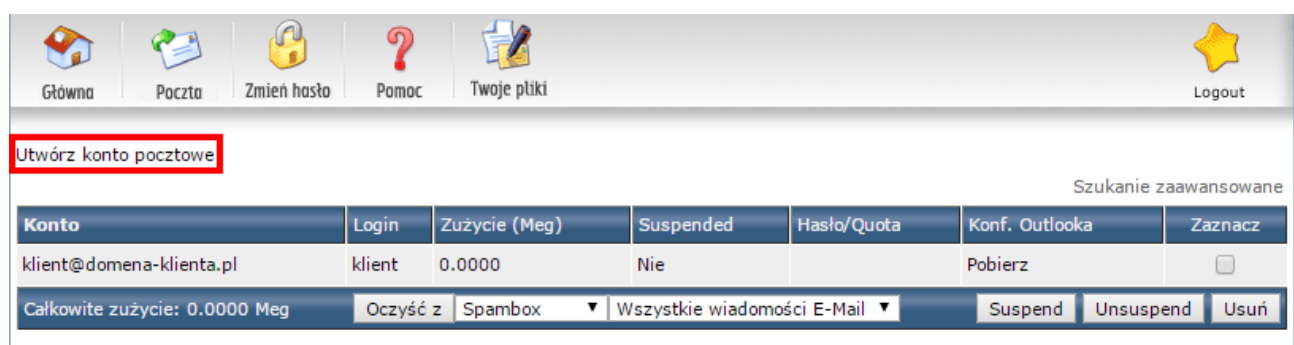 Główna Poczta Zmień hasło Pomoc Twoje pliki Logout
Utwórz konto pocztowe
Szukanie zaawansowane
Konto Login Zużycie (Meg) Suspended Hasło/Quota Konf. Outlooka Zaznacz
klient@domena-klienta.pl klient 0.0000 Nie Pobierz
Całkowite zużycie: 0.0000 Meg Oczyść z Spambox Wszystkie wiadomości E-Mail Suspend Unsuspend Usuń